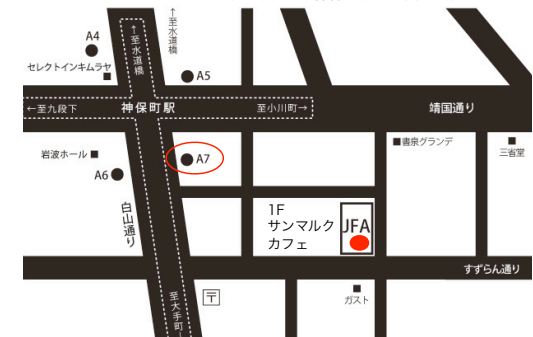 ←至水道橋
A4
←至水道橋
セレクトインキムラヤ
A5
←至九段下
神保町駅
至小川町→
靖国通り
岩波ホール
A7
書泉グランデ
三省堂
A6
白山通り
1F
サンマルク
カフェ
JFA
すずらん通り
〒
至大手町→
ガスト